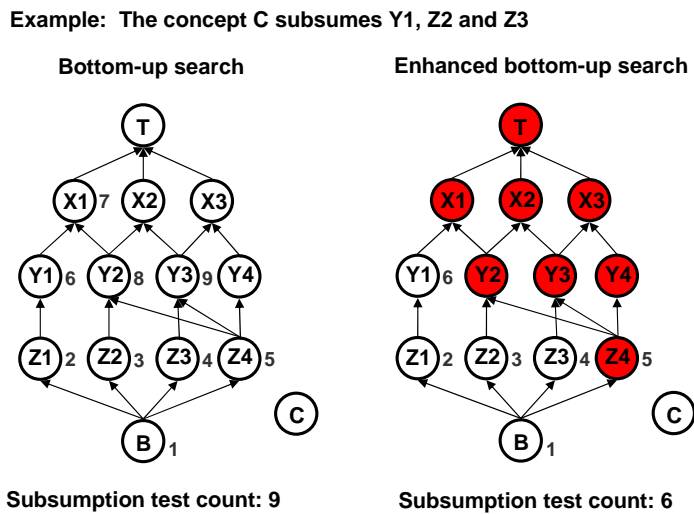 Example: The concept C subsumes Y1, Z2 and Z3
Bottom-up search
Enhanced bottom-up search
T
T
X1 7 X2 X3
X1 X2 X3
Y1 6 Y2 8 Y3 9 Y4
Y1 6 Y2 Y3 Y4
Z1 2 Z2 3 Z3 4 Z4 5
Z1 2 Z2 3 Z3 4 Z4 5
C
C
B 1
B 1
Subsumption test count: 9
Subsumption test count: 6